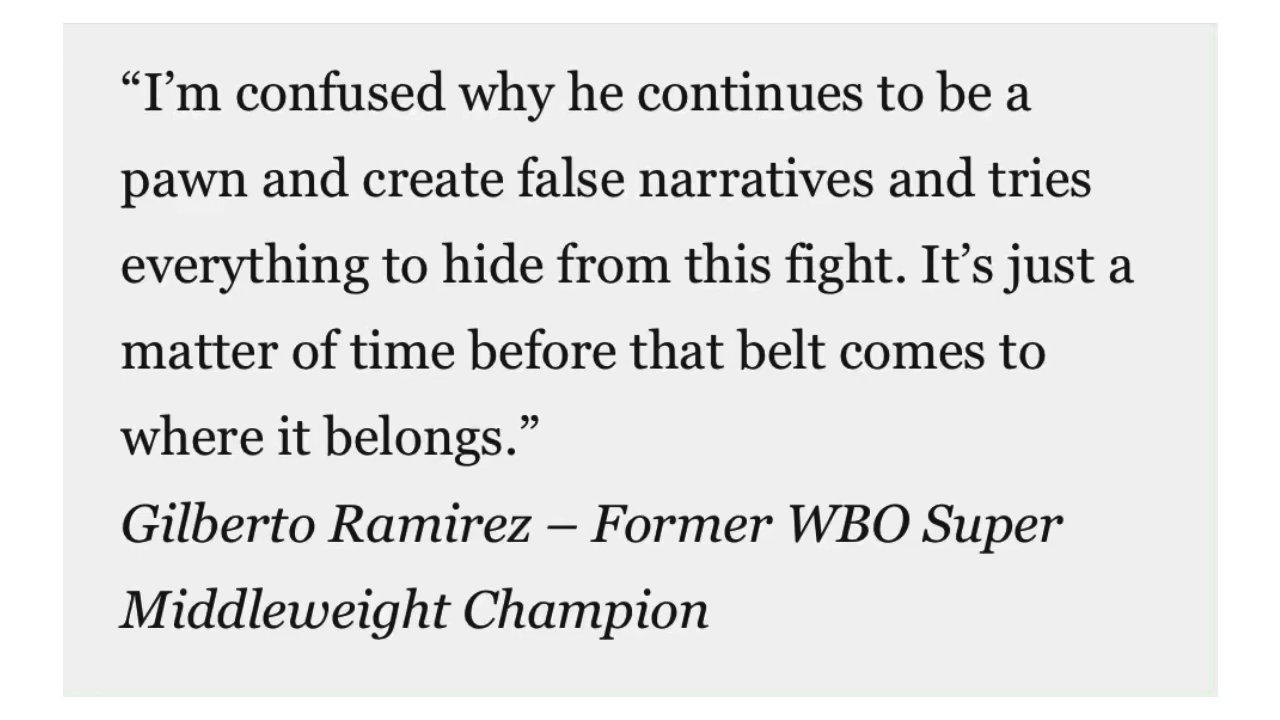 “I’m confused why he continues to be a
pawn and create false narratives and tries
everything to hide from this fight. It’s just a
matter of time before that belt comes to
where it belongs.”
Gilberto Ramirez – Former WBO Super
Middleweight Champion